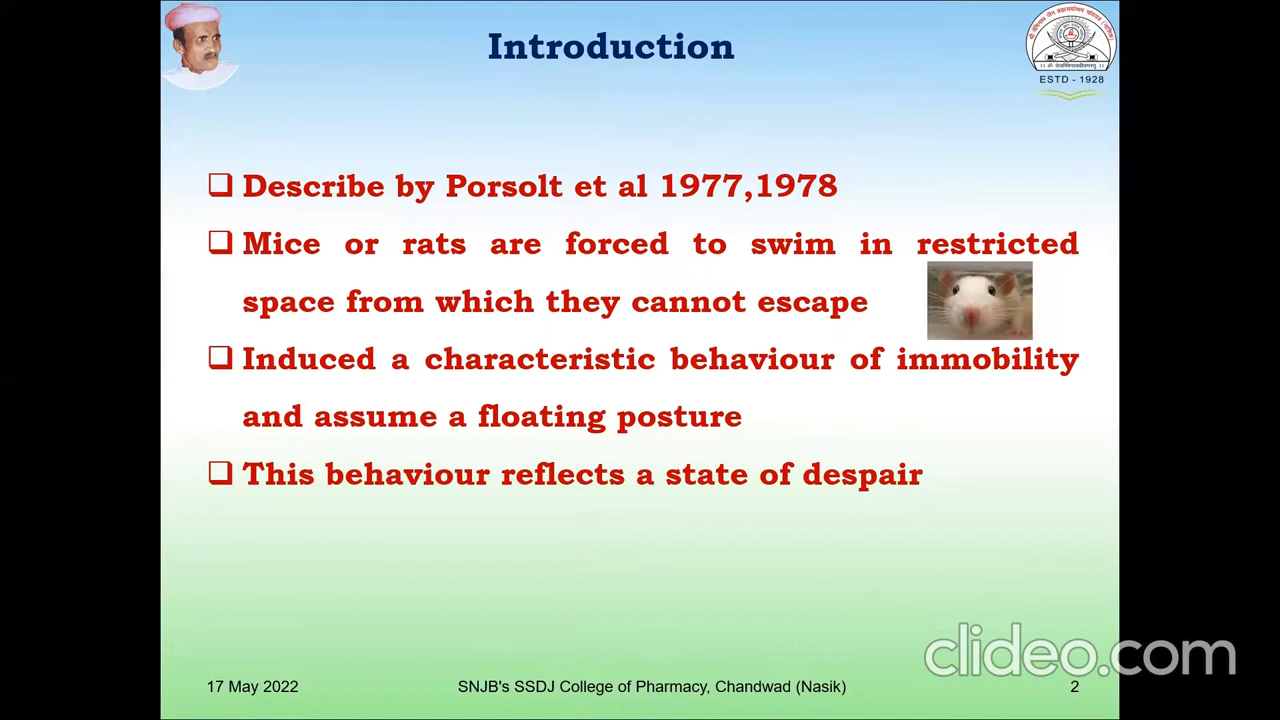 Introduction
ESTD - 1928
Describe by Porsolt et al 1977,1978
Mice or rats are forced to swim in restricted
space from which they cannot escape
Induced a characteristic behaviour of immobility
and assume a floating posture
This behaviour reflects a state of despair
clideo.com
17 May 2022
SNJB's SSDJ College of Pharmacy, Chandwad (Nasik)
2